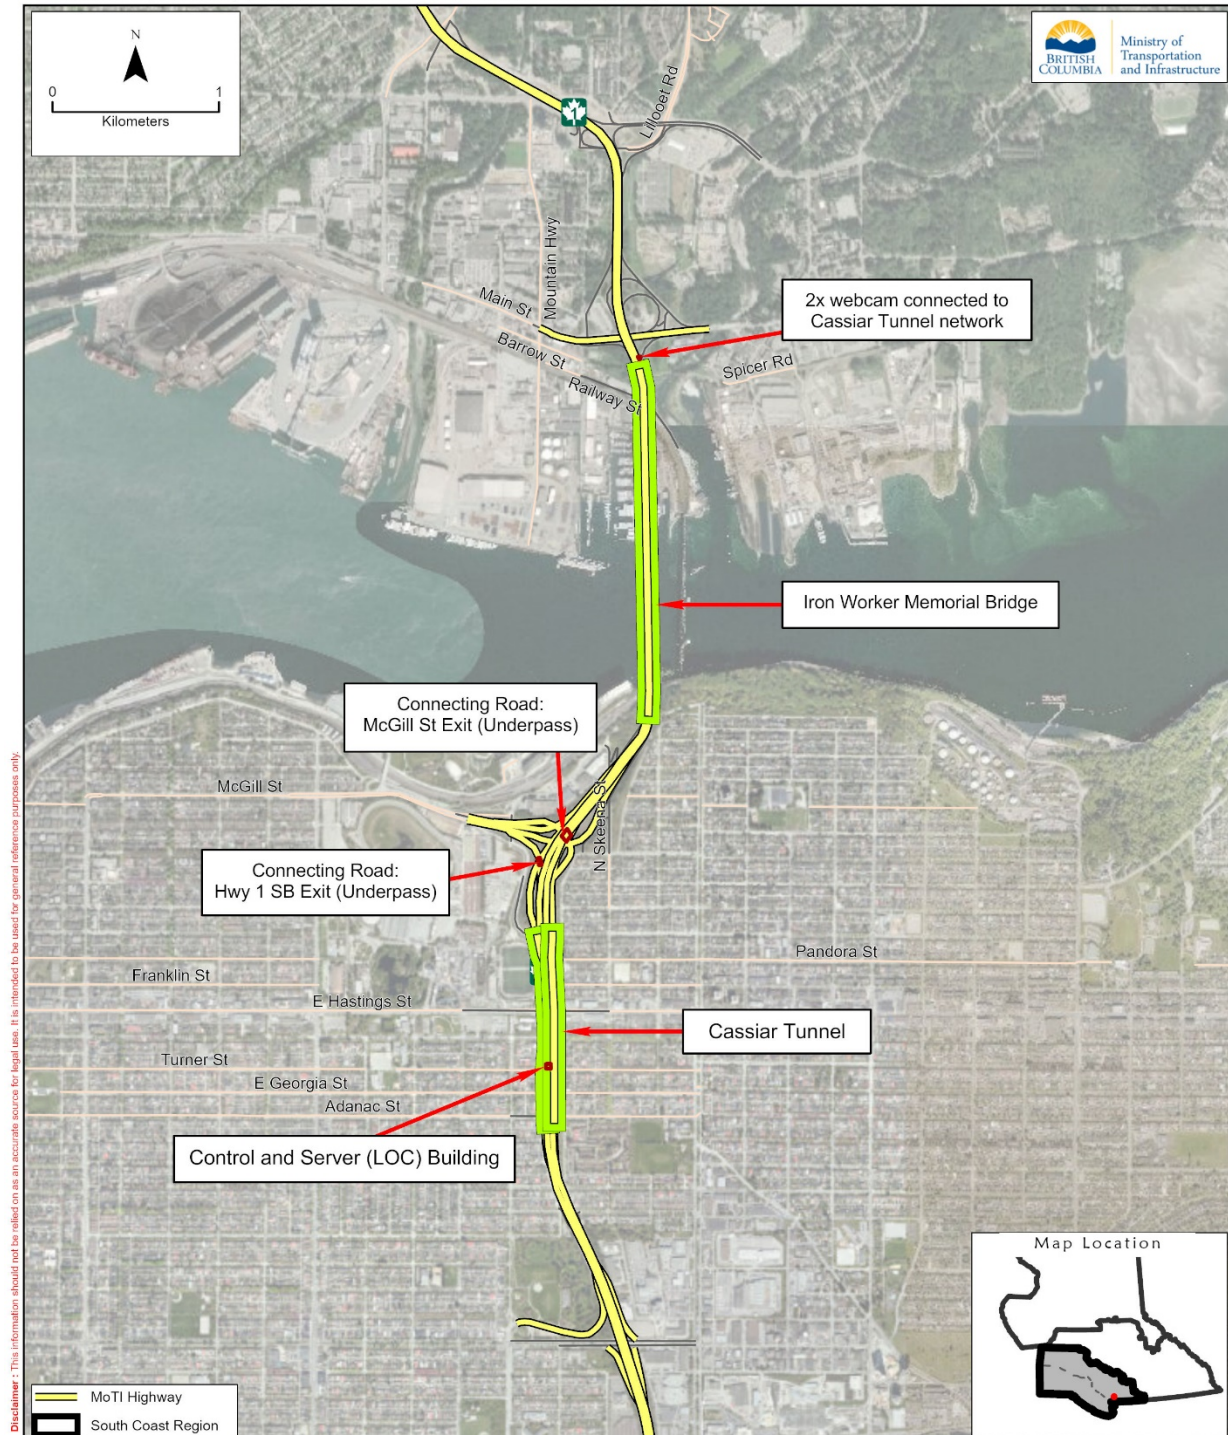 N
0 1
Kilometers
BRITISH
COLUMBIA
Ministry of
Transportation
and Infrastructure
1
Lillooet Rd
Mountain Hwy
Main St
Barrow St
Railway St
Spicer Rd
2x webcam connected to
Cassiar Tunnel network
Iron Worker Memorial Bridge
Connecting Road:
McGill St Exit (Underpass)
McGill St
N Skeena St
Connecting Road:
Hwy 1 SB Exit (Underpass)
Pandora St
Franklin St
E Hastings St
Cassiar Tunnel
Turner St
E Georgia St
Adanac St
Control and Server (LOC) Building
Map Location
MoTI Highway
South Coast Region
Disclaimer : This information should not be relied on as an accurate source for legal use. It is intended to be used for general reference purposes only.